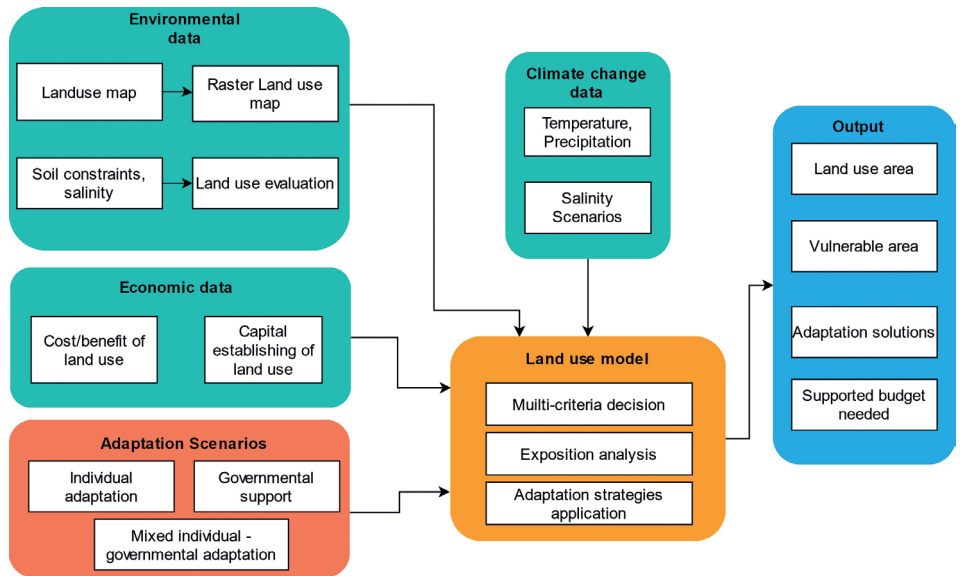 Environmental
data
Landuse map
Raster Land use
map
Soil constraints,
salinity
Land use evaluation
Climate change
data
Temperature,
Precipitation
Salinity
Scenarios
Economic data
Cost/benefit of
land use
Capital
establishing of
land use
Adaptation Scenarios
Individual
adaptation
Governmental
support
Mixed individual -
governmental adaptation
Land use model
Muilti-criteria decision
Exposition analysis
Adaptation strategies
application
Output
Land use area
Vulnerable area
Adaptation solutions
Supported budget
needed